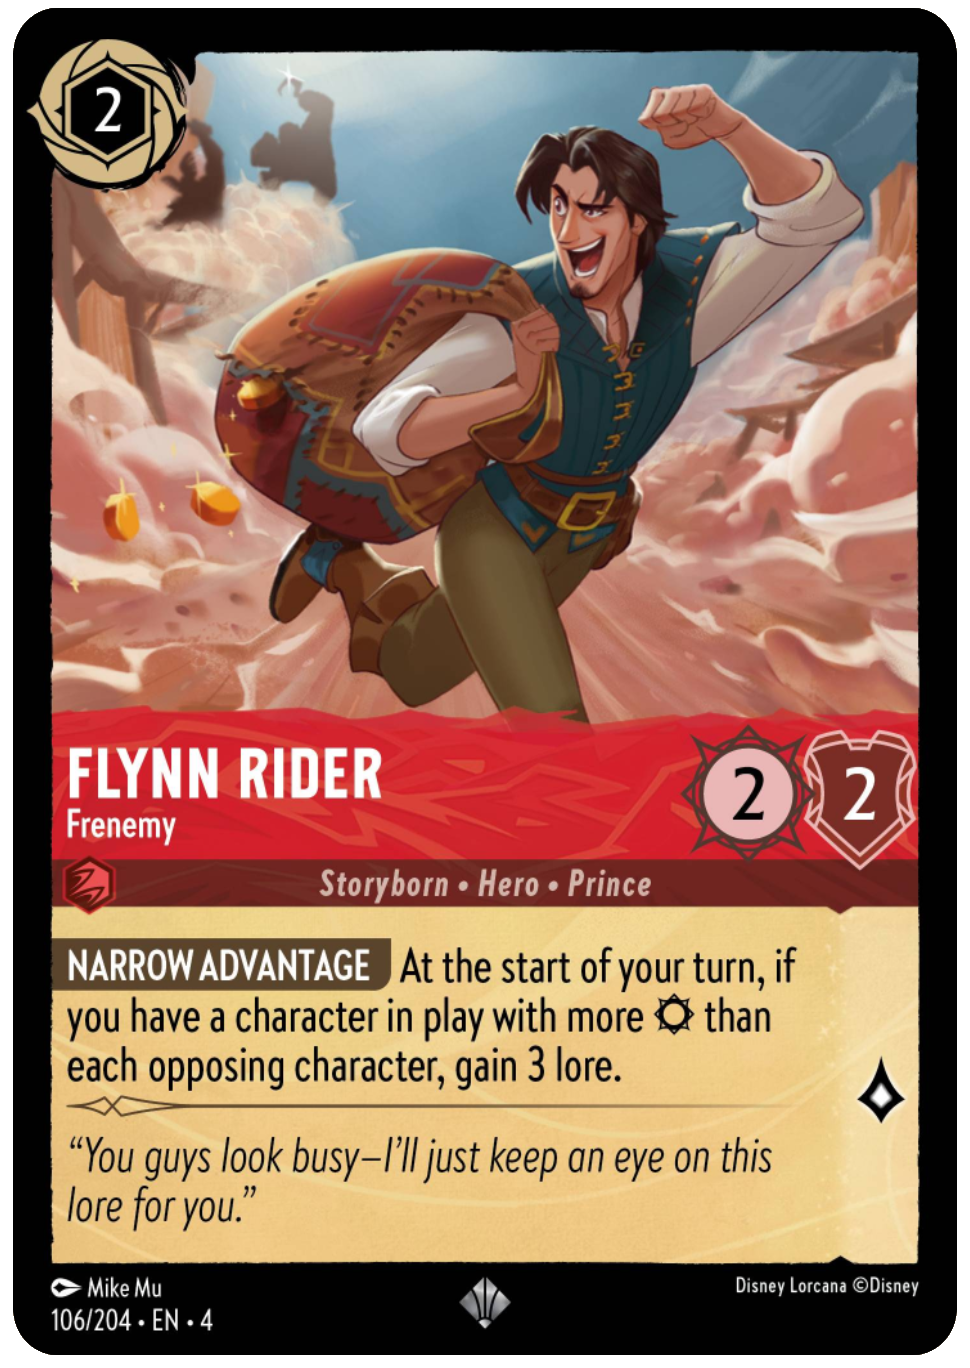 2
FLYNN RIDER
Frenemy
2
2
Storyborn • Hero • Prince
NARROW ADVANTAGE At the start of your turn, if
you have a character in play with more than
each opposing character, gain 3 lore.
“You guys look busy–I’ll just keep an eye on this
lore for you.”
Mike Mu
106/204 • EN • 4
Disney Lorcana ©Disney